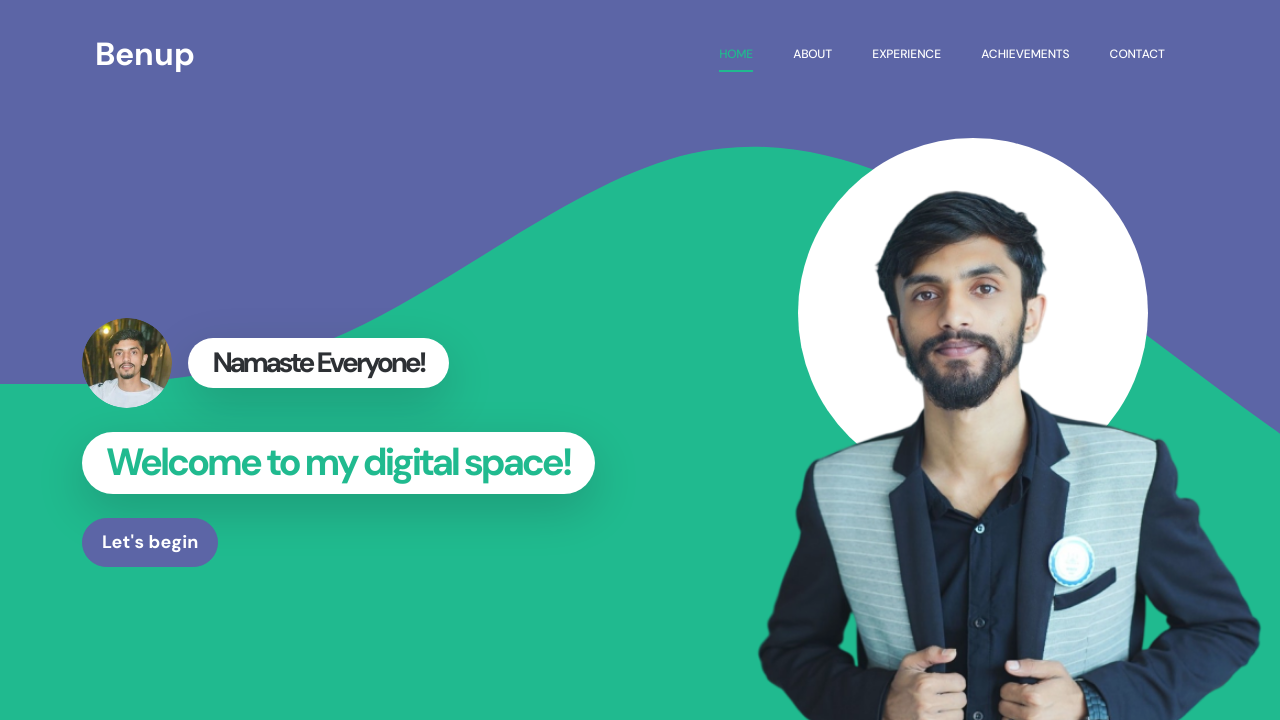 Benup
HOME
ABOUT
EXPERIENCE
ACHIEVEMENTS
CONTACT
Namaste Everyone!
Welcome to my digital space!
Let's begin